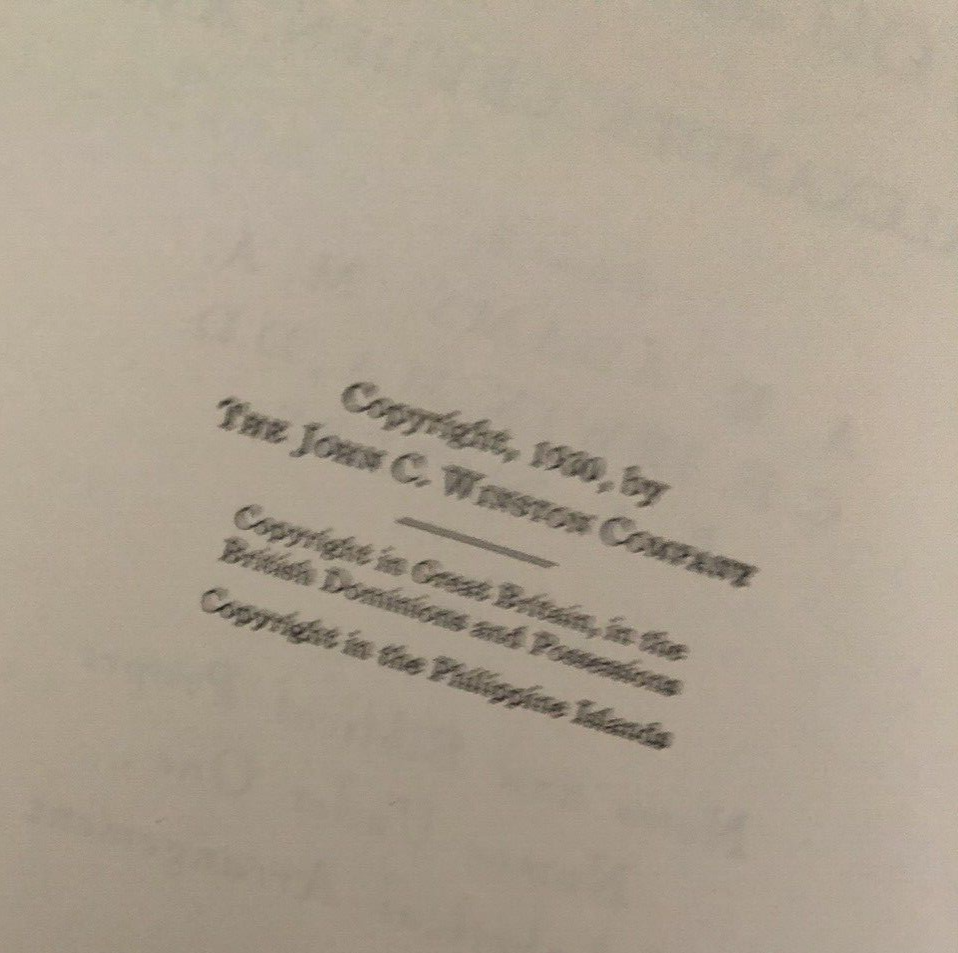 Copyright, 1930, by
THE JOHN C. WINSTON COMPANY
Copyright in Great Britain, in the
British Dominions and Possessions
Copyright in the Philippine Islands